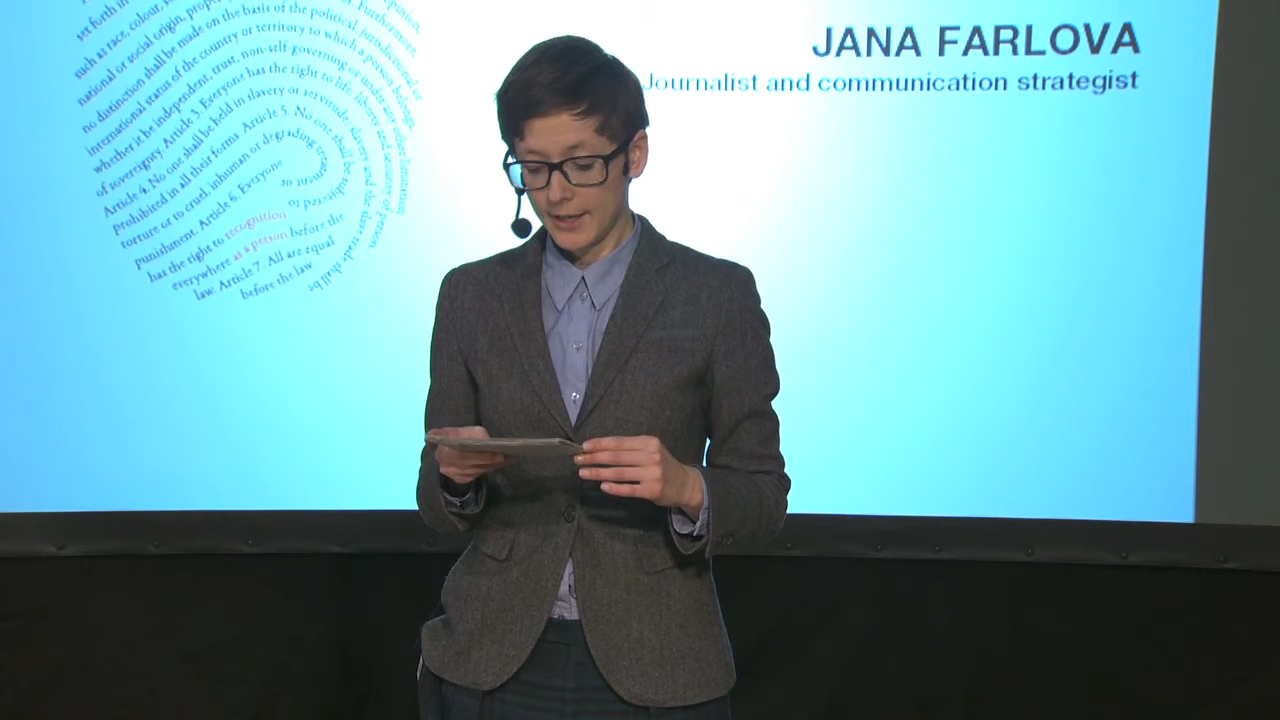 set forth in
such as race, colour,
national or social origin,
no distinction shall be made on the basis of the political, jurisdictional or
international status of the country or territory to which a person belongs,
whether it be independent, trust, non-self-governing or under any other
of sovereignty. Article 3. Everyone has the right to life, liberty and
Article 4. No one shall be held in slavery or servitude,
prohibited in all their forms. Article 5. No one shall be subjected to
torture or to cruel, inhuman or degrading treatment or
punishment. Article 6. Everyone
has the right to recognition
everywhere as a person before the
law. Article 7. All are equal
before the law
JANA FARLOVA
Journalist and communication strategist